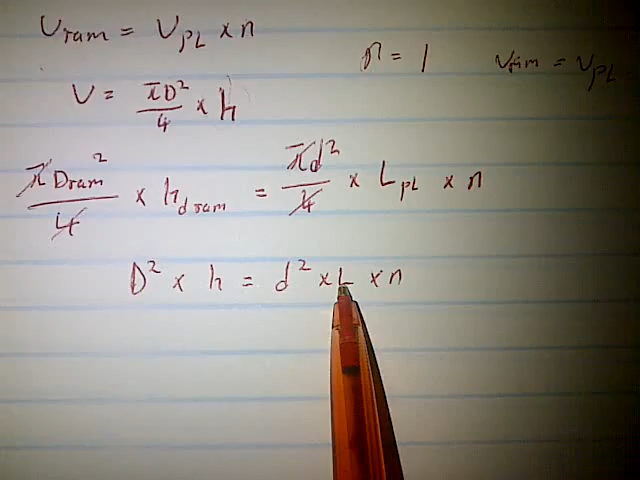 Vram = VPL × n
n = 1 Vram = VPL
V = πD²/4 × h
πDram²/4 × hdram = πd²/4 × LPL × n
D² × h = d² × L × n